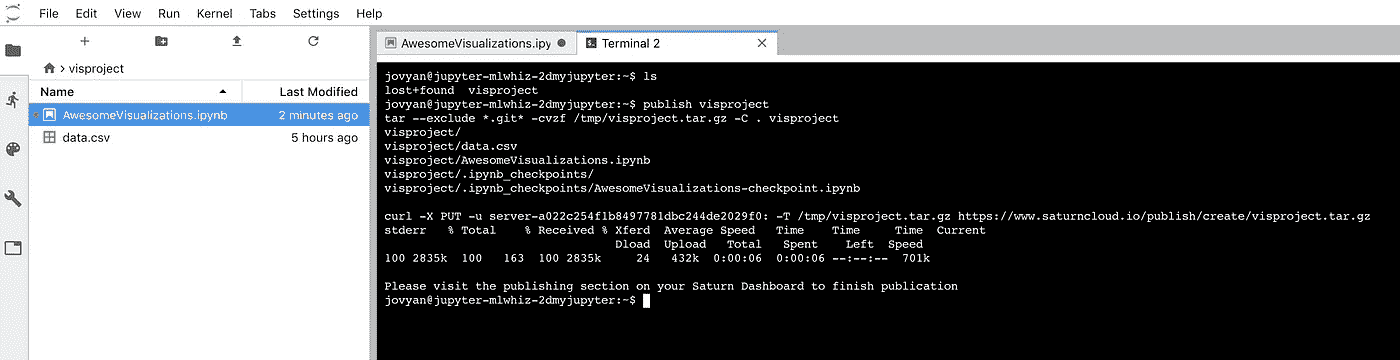 File Edit View Run Kernel Tabs Settings Help
visproject
Name Last Modified
AwesomeVisualizations.ipynb 2 minutes ago
data.csv 5 hours ago
AwesomeVisualizations.ipy Terminal 2
jovyan@jupyter-mlwhiz-2dmyjupyter:~$ ls
lost+found visproject
jovyan@jupyter-mlwhiz-2dmyjupyter:~$ publish visproject
tar --exclude *.git* -cvzf /tmp/visproject.tar.gz -C . visproject
visproject/
visproject/data.csv
visproject/AwesomeVisualizations.ipynb
visproject/.ipynb_checkpoints/
visproject/.ipynb_checkpoints/AwesomeVisualizations-checkpoint.ipynb
curl -X PUT -u server-a022c254f1b8497781dbc244de2029f0: -T /tmp/visproject.tar.gz https://www.saturncloud.io/publish/create/visproject.tar.gz
stderr % Total % Received % Xferd Average Speed Time Time Time Current
Dload Upload Total Spent Left Speed
100 2835k 100 163 100 2835k 24 432k 0:00:06 0:00:06 --:--:-- 701k
Please visit the publishing section on your Saturn Dashboard to finish publication
jovyan@jupyter-mlwhiz-2dmyjupyter:~$